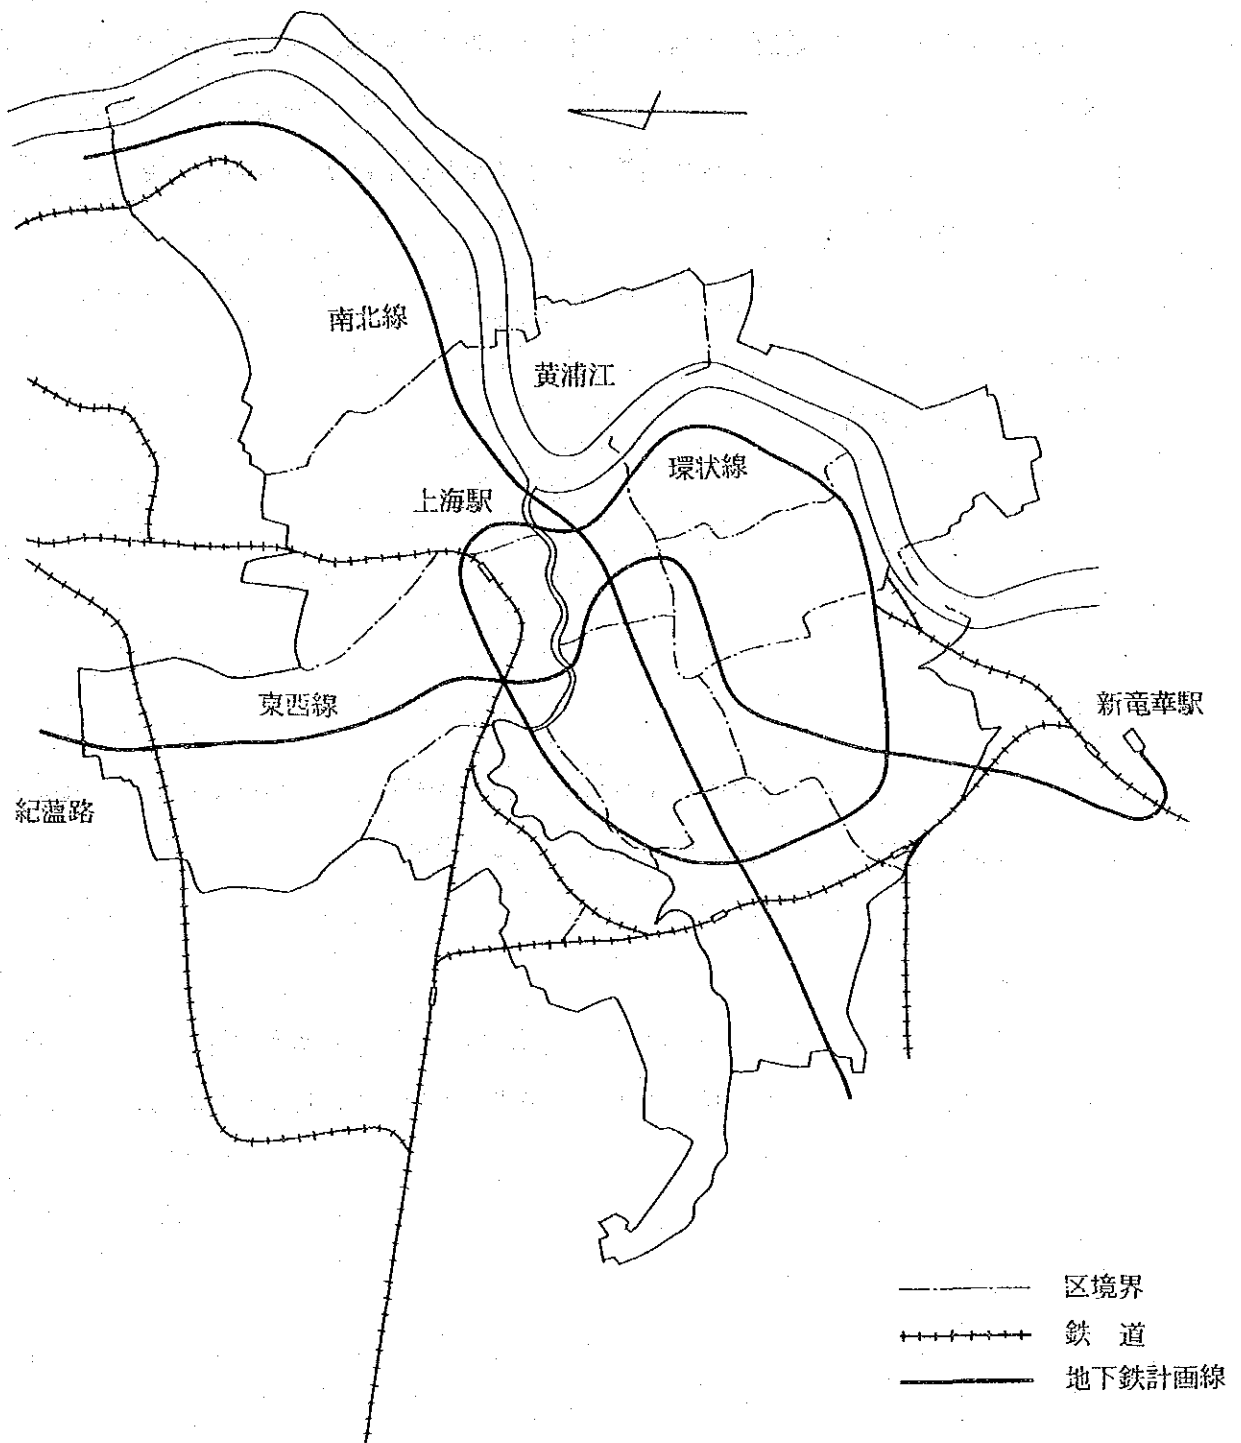 南北線
黄浦江
環状線
上海駅
東西線
新竜華駅
紀蘊路
区境界
鉄 道
地下鉄計画線